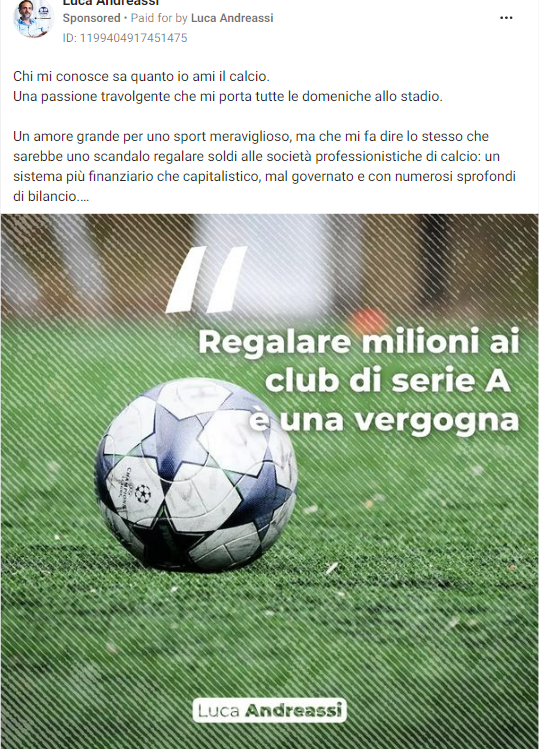 Luca Andreassi
Sponsored • Paid for by Luca Andreassi
ID: 1199404917451475
Chi mi conosce sa quanto io ami il calcio.
Una passione travolgente che mi porta tutte le domeniche allo stadio.
Un amore grande per uno sport meraviglioso, ma che mi fa dire lo stesso che
sarebbe uno scandalo regalare soldi alle società professionistiche di calcio: un
sistema più finanziario che capitalistico, mal governato e con numerosi sprofondi
di bilancio....
"
Regalare milioni ai
club di serie A
è una vergogna
CHAMPIONS
LEAGUE
Luca Andreassi